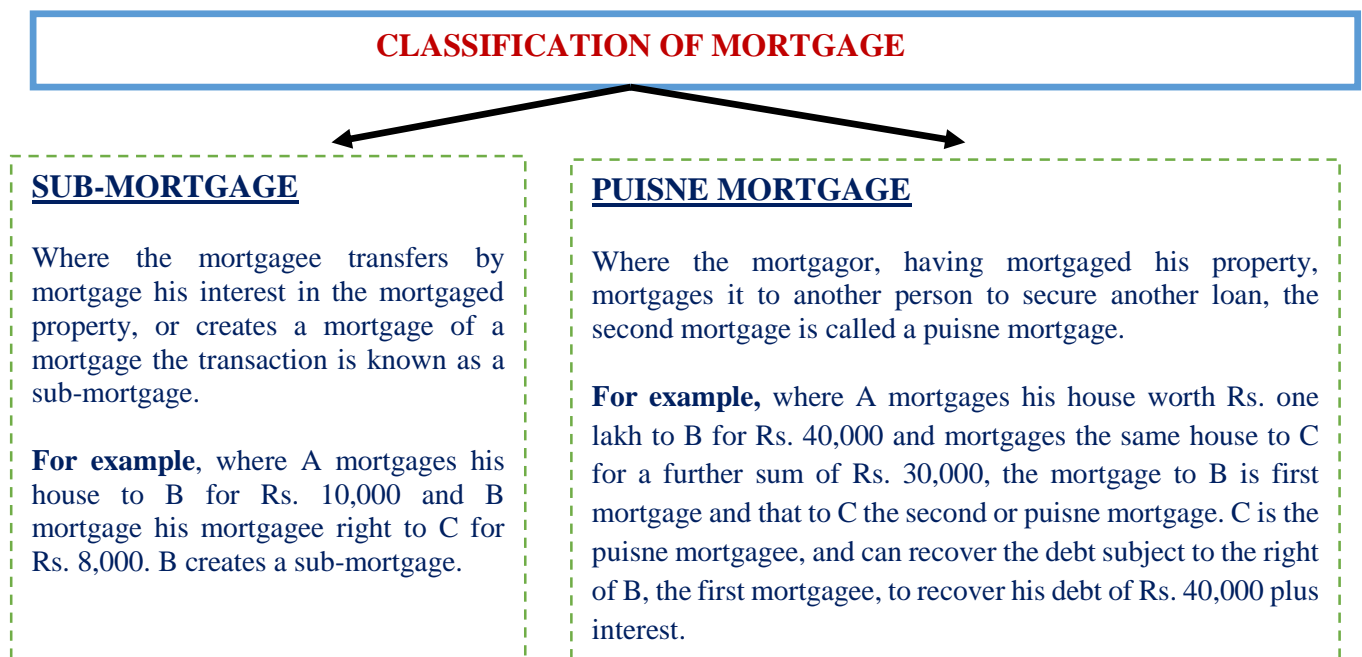 CLASSIFICATION OF MORTGAGE
SUB-MORTGAGE
Where the mortgagee transfers by
mortgage his interest in the mortgaged
property, or creates a mortgage of a
mortgage the transaction is known as a
sub-mortgage.
For example, where A mortgages his
house to B for Rs. 10,000 and B
mortgage his mortgagee right to C for
Rs. 8,000. B creates a sub-mortgage.
PUISNE MORTGAGE
Where the mortgagor, having mortgaged his property,
mortgages it to another person to secure another loan, the
second mortgage is called a puisne mortgage.
For example, where A mortgages his house worth Rs. one
lakh to B for Rs. 40,000 and mortgages the same house to C
for a further sum of Rs. 30,000, the mortgage to B is first
mortgage and that to C the second or puisne mortgage. C is the
puisne mortgagee, and can recover the debt subject to the right
of B, the first mortgagee, to recover his debt of Rs. 40,000 plus
interest.